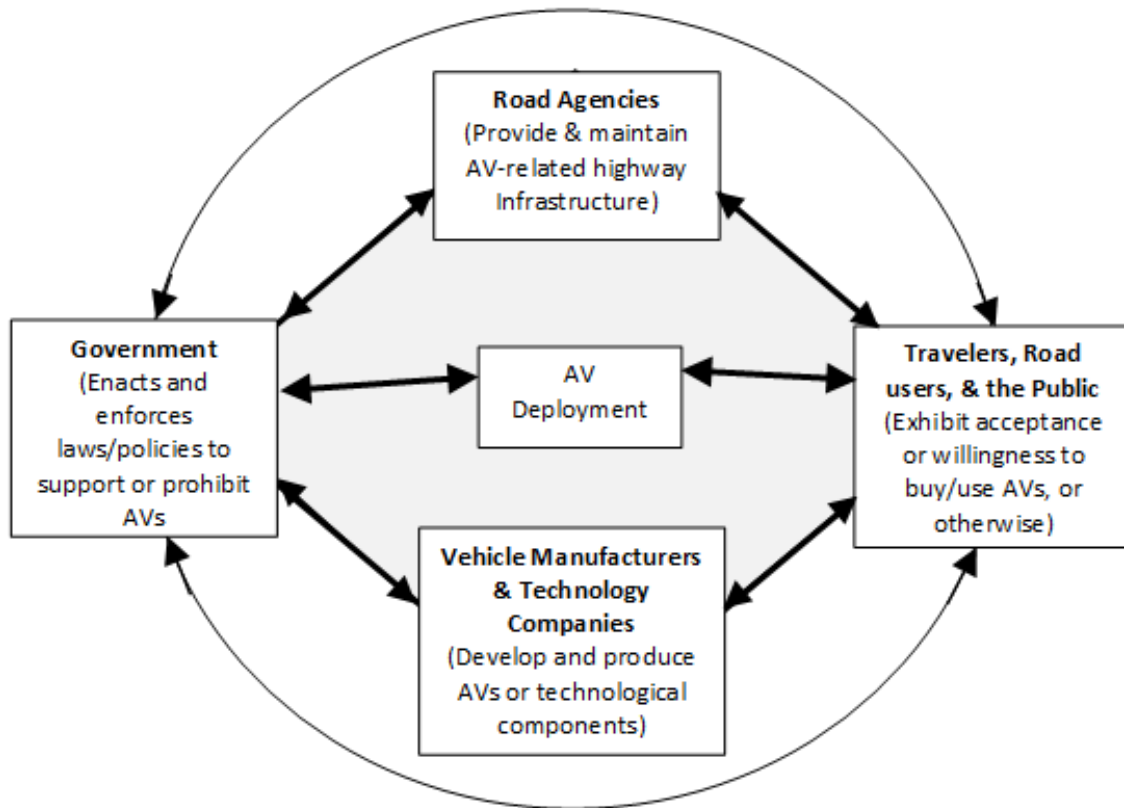 Road Agencies
(Provide & maintain
AV-related highway
Infrastructure)
Government
(Enacts and
enforces
laws/policies to
support or prohibit
AVs
AV
Deployment
Travelers, Road
users, & the Public
(Exhibit acceptance
or willingness to
buy/use AVs, or
otherwise)
Vehicle Manufacturers
& Technology
Companies
(Develop and produce
AVs or technological
components)